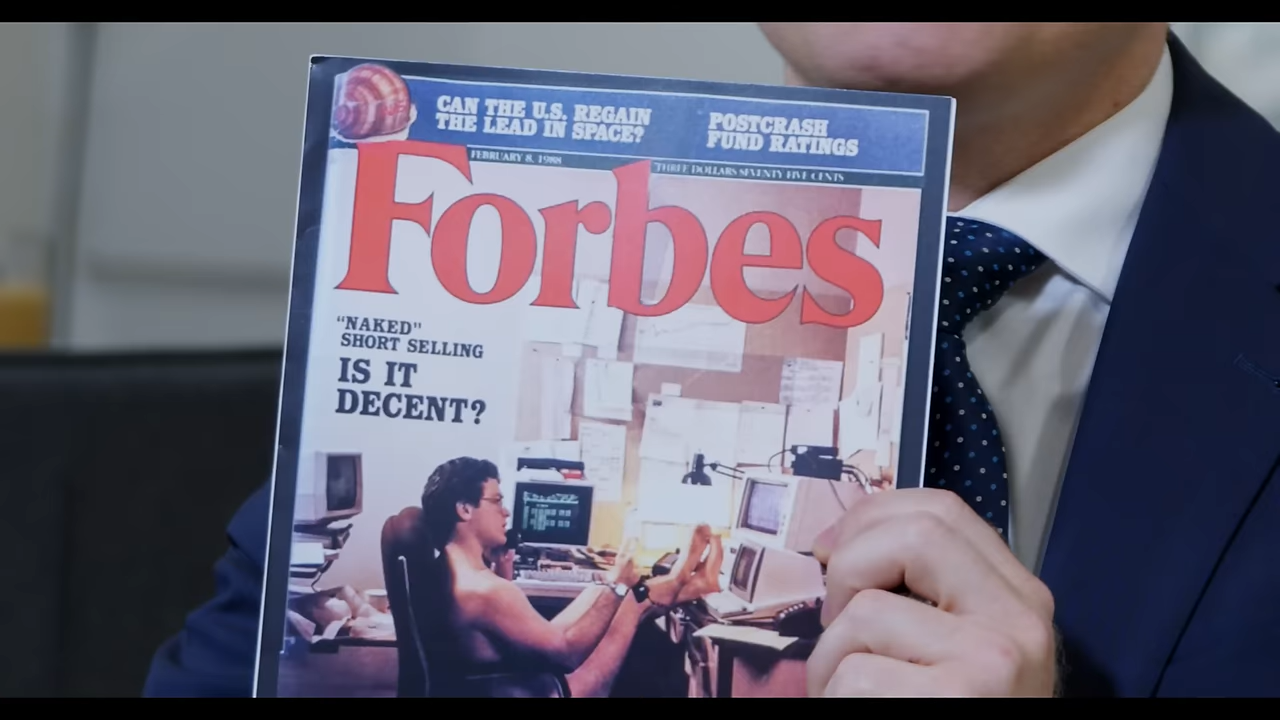 CAN THE U.S. REGAIN
THE LEAD IN SPACE?
POSTCRASH
FUND RATINGS
FEBRUARY 8, 1988
THREE DOLLARS SEVENTY FIVE CENTS
Forbes
"NAKED"
SHORT SELLING
IS IT
DECENT?